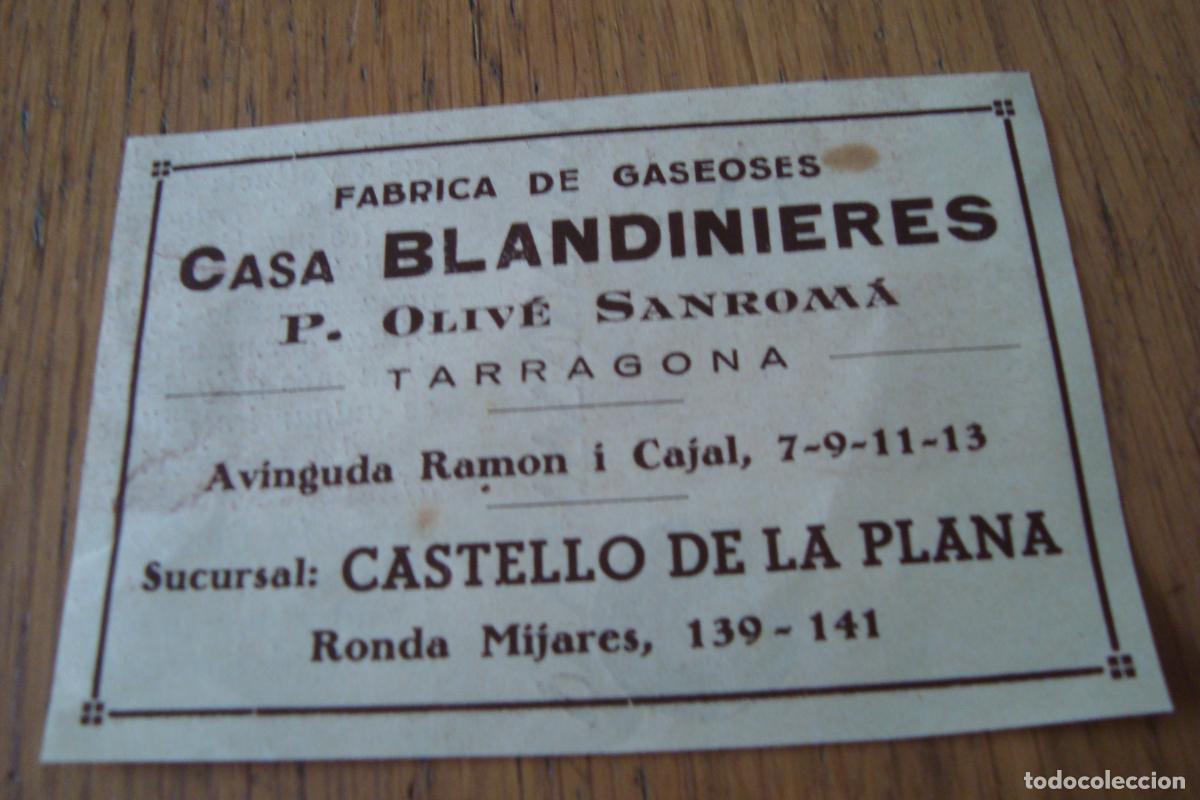 FABRICA DE GASEOSES
CASA BLANDINIERES
P. OLIVÉ SANROMÁ
TARRAGONA
Avinguda Ramon i Cajal, 7-9-11-13
Sucursal: CASTELLO DE LA PLANA
Ronda Mijares, 139 - 141
todocoleccion